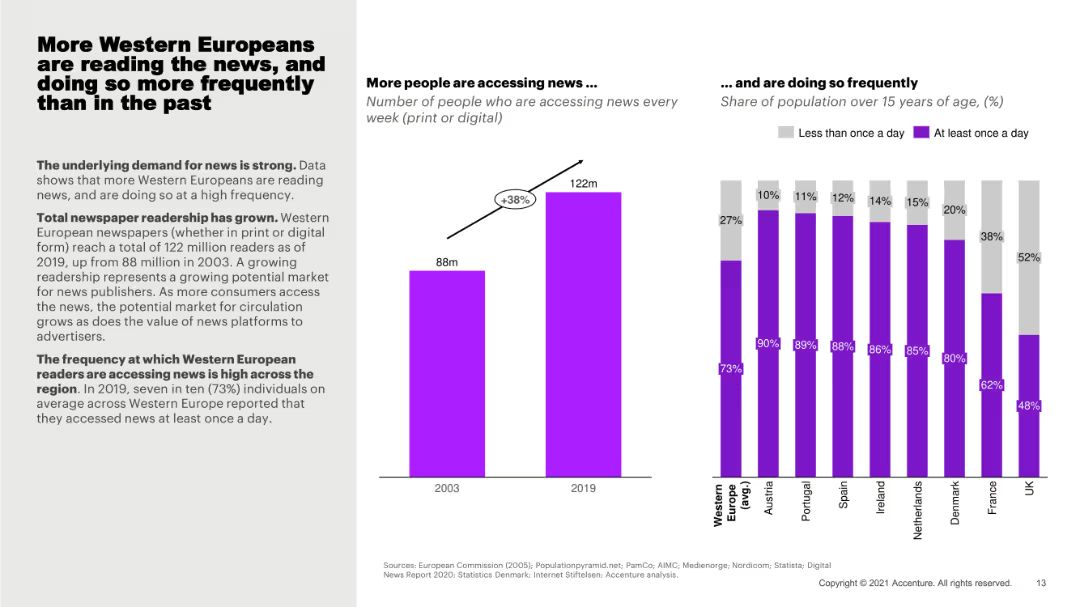 More Western Europeans
are reading the news, and
doing so more frequently
than in the past
The underlying demand for news is strong. Data
shows that more Western Europeans are reading
news, and are doing so at a high frequency.
Total newspaper readership has grown. Western
European newspapers (whether in print or digital
form) reach a total of 122 million readers as of
2019, up from 88 million in 2003. A growing
readership represents a growing potential market
for news publishers. As more consumers access
the news, the potential market for circulation
grows as does the value of news platforms to
advertisers.
The frequency at which Western European
readers are accessing news is high across the
region. In 2019, seven in ten (73%) individuals on
average across Western Europe reported that
they accessed news at least once a day.
More people are accessing news ...
Number of people who are accessing news every
week (print or digital)
+38%
122m
88m
2003
2019
... and are doing so frequently
Share of population over 15 years of age, (%)
Less than once a day
At least once a day
27%
10%
11%
12%
14%
15%
20%
38%
52%
73%
90%
89%
88%
86%
85%
80%
62%
48%
Western
Europe
(avg.)
Austria
Portugal
Spain
Ireland
Netherlands
Denmark
France
UK
Sources: European Commission (2005); Populationpyramid.net; PamCo; AIMC; Medienorge; Nordicom; Statista; Digital
News Report 2020; Statistics Denmark; Internet Stiftelsen; Accenture analysis.
Copyright © 2021 Accenture. All rights reserved.
13